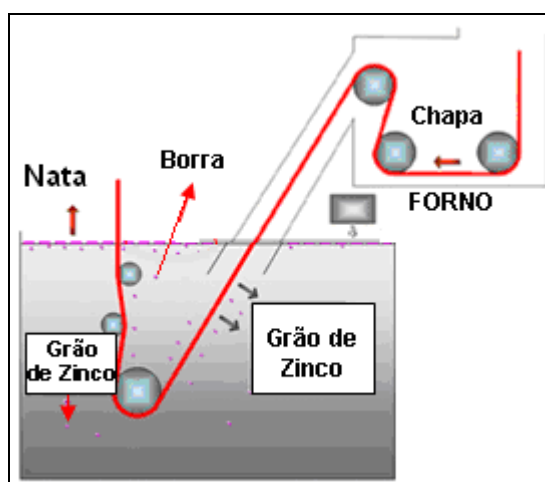 Chapa
FORNO
Borra
Nata
Grão
de Zinco
Grão de
Zinco